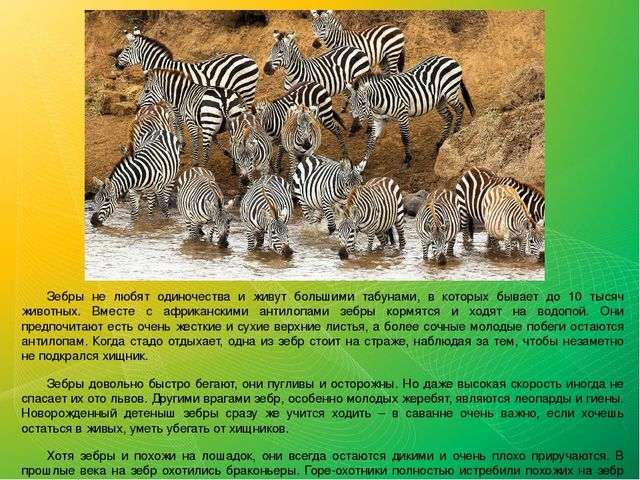 Зебры не любят одиночества и живут большими табунами, в которых бывает до 10 тысяч
животных. Вместе с африканскими антилопами зебры кормятся и ходят на водопой. Они
предпочитают есть очень жесткие и сухие верхние листья, а более сочные молодые побеги остаются
антилопам. Когда стадо отдыхает, одна из зебр стоит на страже, наблюдая за тем, чтобы незаметно
не подкрался хищник.
Зебры довольно быстро бегают, они пугливы и осторожны. Но даже высокая скорость иногда не
спасает их ото львов. Другими врагами зебр, особенно молодых жеребят, являются леопарды и гиены.
Новорожденный детеныш зебры сразу же учится ходить – в саванне очень важно, если хочешь
остаться в живых, уметь убегать от хищников.
Хотя зебры и похожи на лошадок, они всегда остаются дикими и очень плохо приручаются. В
прошлые века на зебр охотились браконьеры. Горе-охотники полностью истребили похожих на зебр